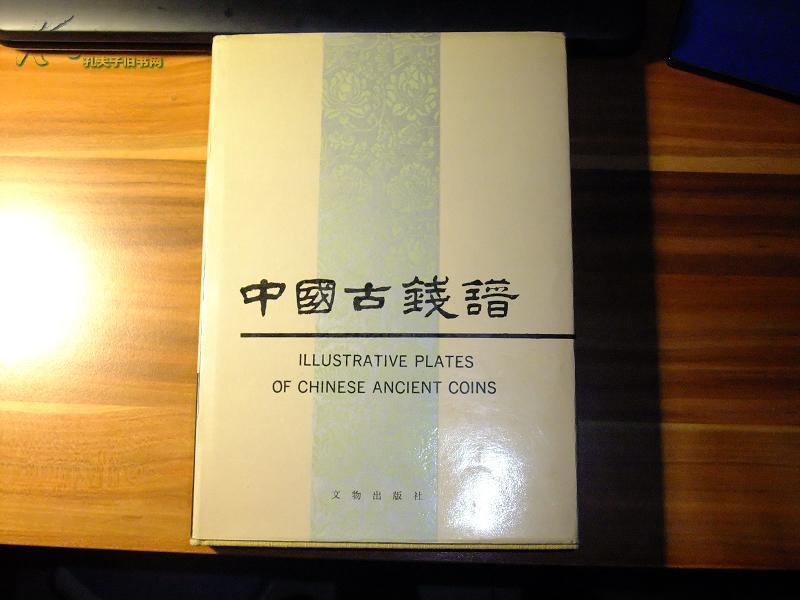 孔夫子旧书网
中國古錢譜
ILLUSTRATIVE PLATES
OF CHINESE ANCIENT COINS
文物出版社